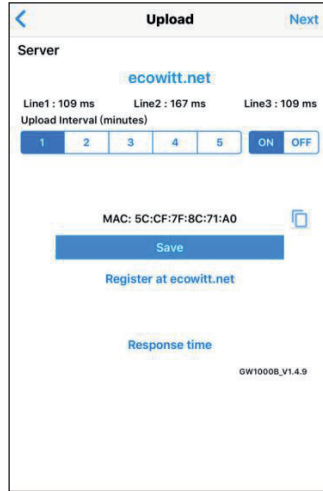 Upload Next
Server
ecowitt.net
Line1 : 109 ms Line2 : 167 ms Line3 : 109 ms
Upload Interval (minutes)
1 2 3 4 5 ON OFF
MAC: 5C:CF:7F:8C:71:A0
Save
Register at ecowitt.net
Response time
GW1000B_V1.4.9